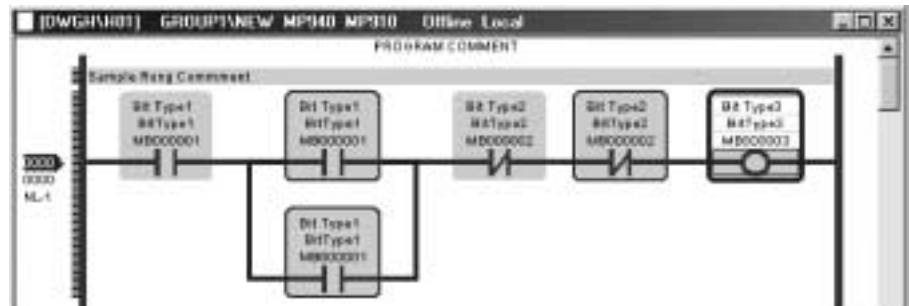 [DWGH\H01] GROUP1\NEW MP940 MP910 Offline Local
PROGRAM COMMENT
Sample Rung Commment
Bit Type1
BitType1
MB000001
Bit Type1
BitType1
MB000001
Bit Type2
BitType2
MB000002
Bit Type2
BitType2
MB000002
Bit Type3
BitType3
MB000003
0000
0000
NL-1
Bit Type1
BitType1
MB000001